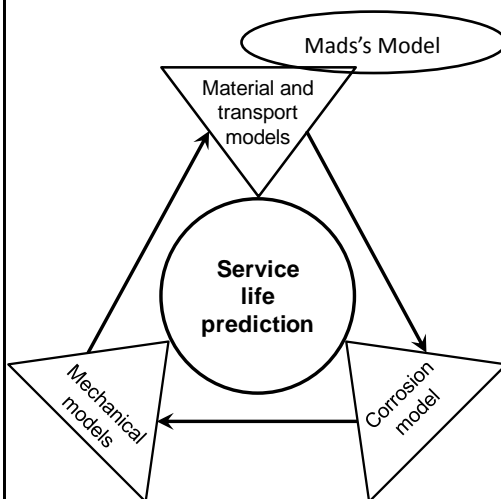 Mads's Model
Material and
transport
models
Service
life
prediction
Mechanical
models
Corrosion
model